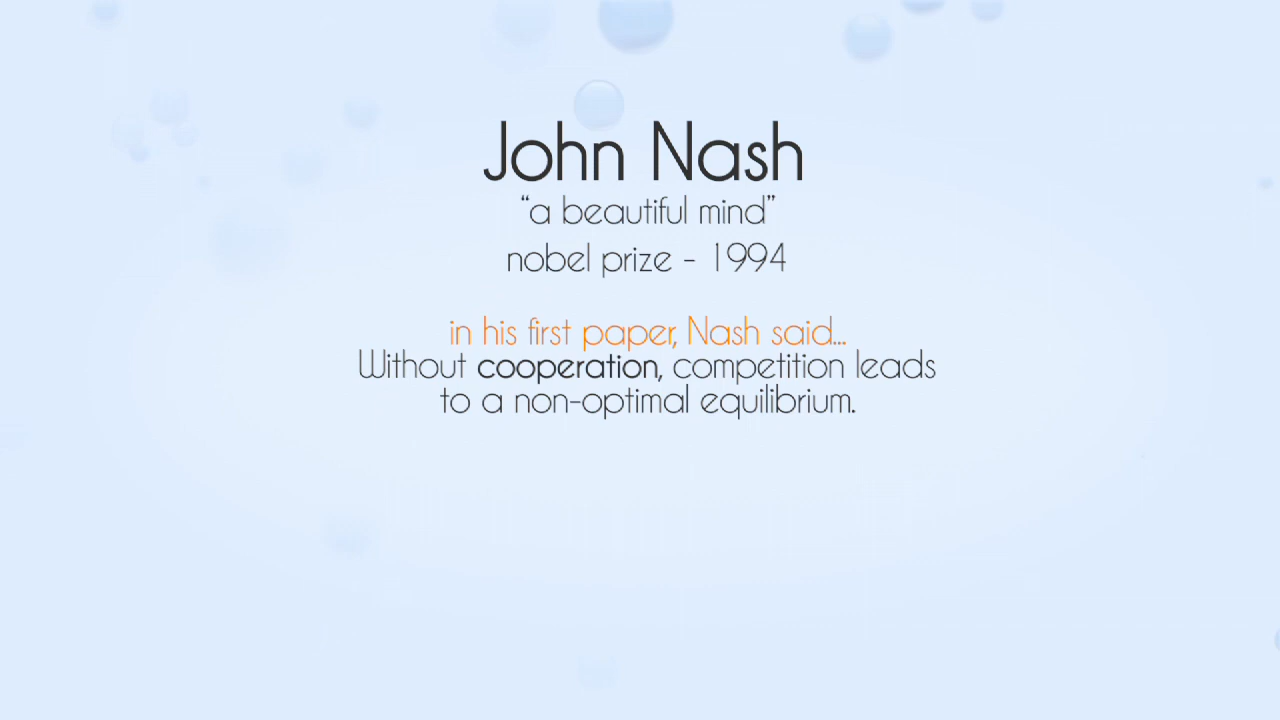 John Nash
“a beautiful mind”
nobel prize - 1994
in his first paper, Nash said...
Without cooperation, competition leads
to a non-optimal equilibrium.